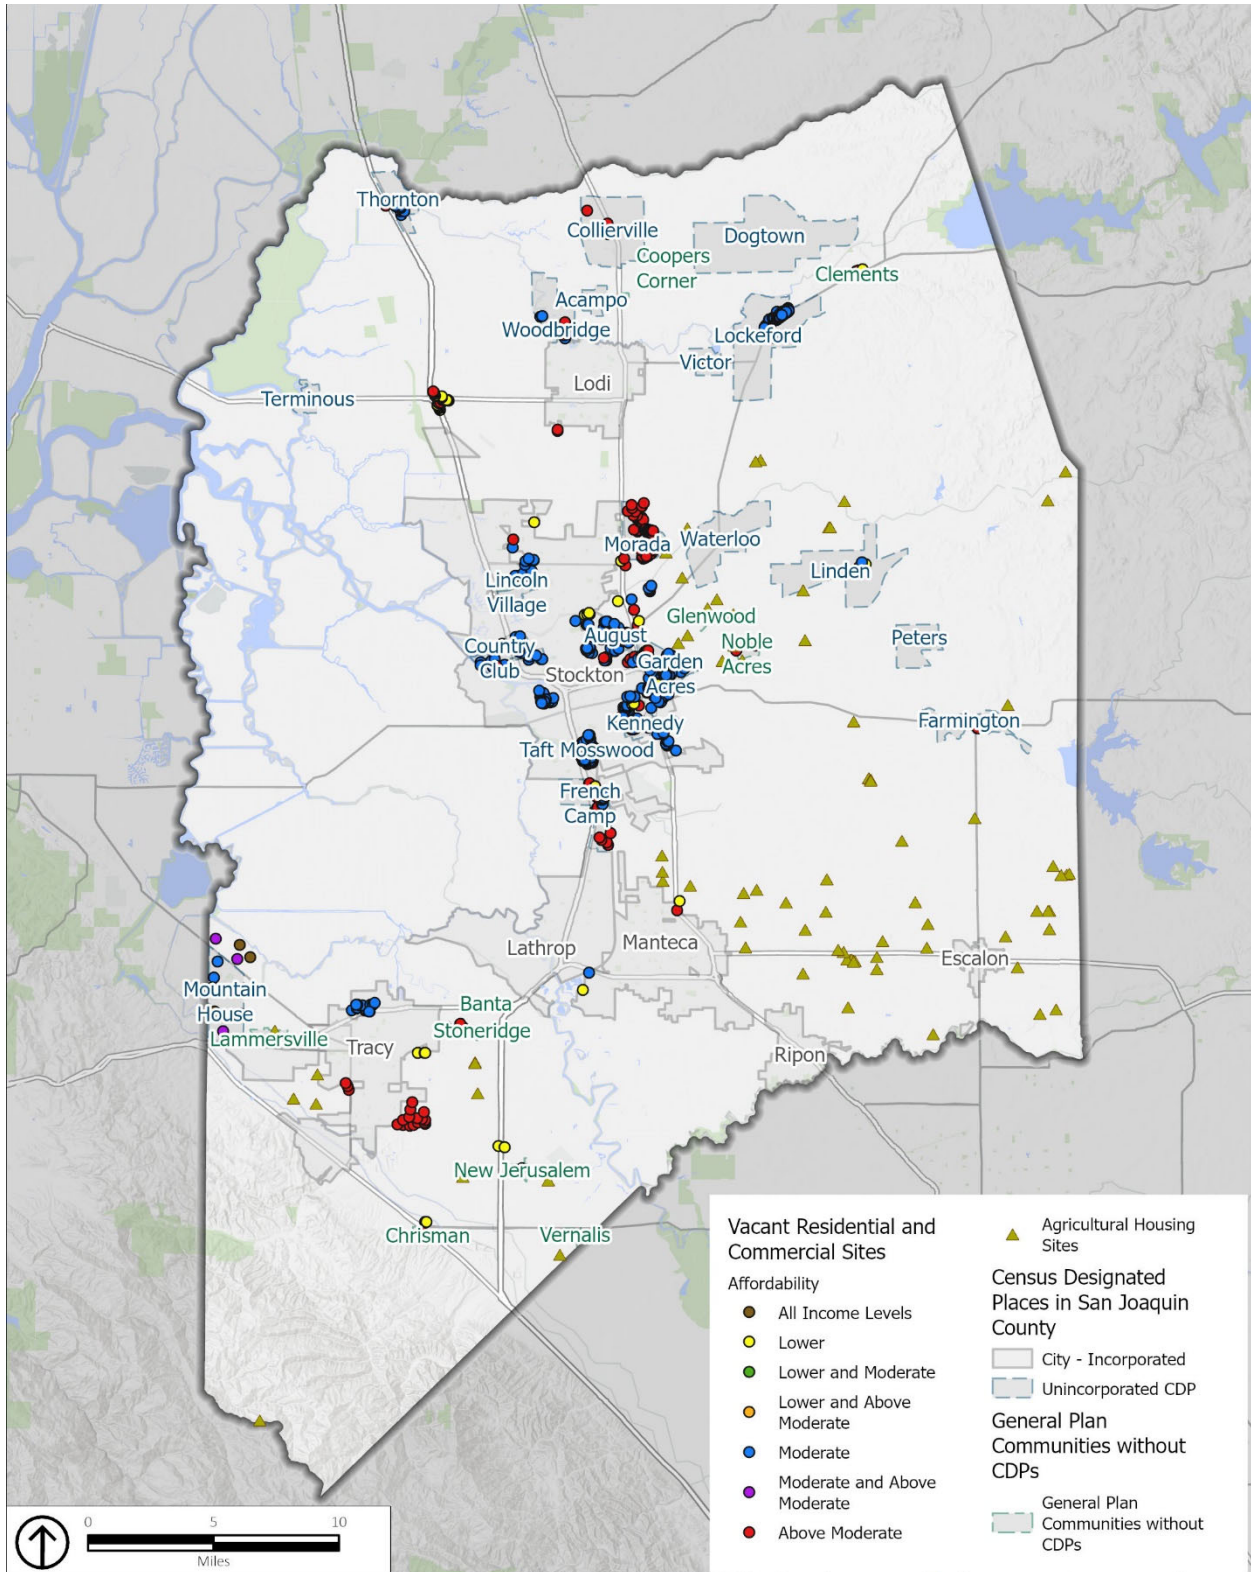 Thornton
Collierville
Dogtown
Coopers
Corner
Clements
Acampo
Woodbridge
Lockeford
Victor
Lodi
Terminous
Morada
Waterloo
Lincoln
Village
Linden
Glenwood
August
Noble
Acres
Peters
Country
Club
Stockton
Garden
Acres
Kennedy
Farmington
Taft Mosswood
French
Camp
Lathrop
Manteca
Escalon
Mountain
House
Banta
Stoneridge
Lammersville
Tracy
Ripon
New Jerusalem
Chrisman
Vernalis
Vacant Residential and
Commercial Sites
Affordability
All Income Levels
Lower
Lower and Moderate
Lower and Above
Moderate
Moderate
Moderate and Above
Moderate
Above Moderate
Agricultural Housing
Sites
Census Designated
Places in San Joaquin
County
City - Incorporated
Unincorporated CDP
General Plan
Communities without
CDPs
General Plan
Communities without
CDPs
0 5 10
Miles